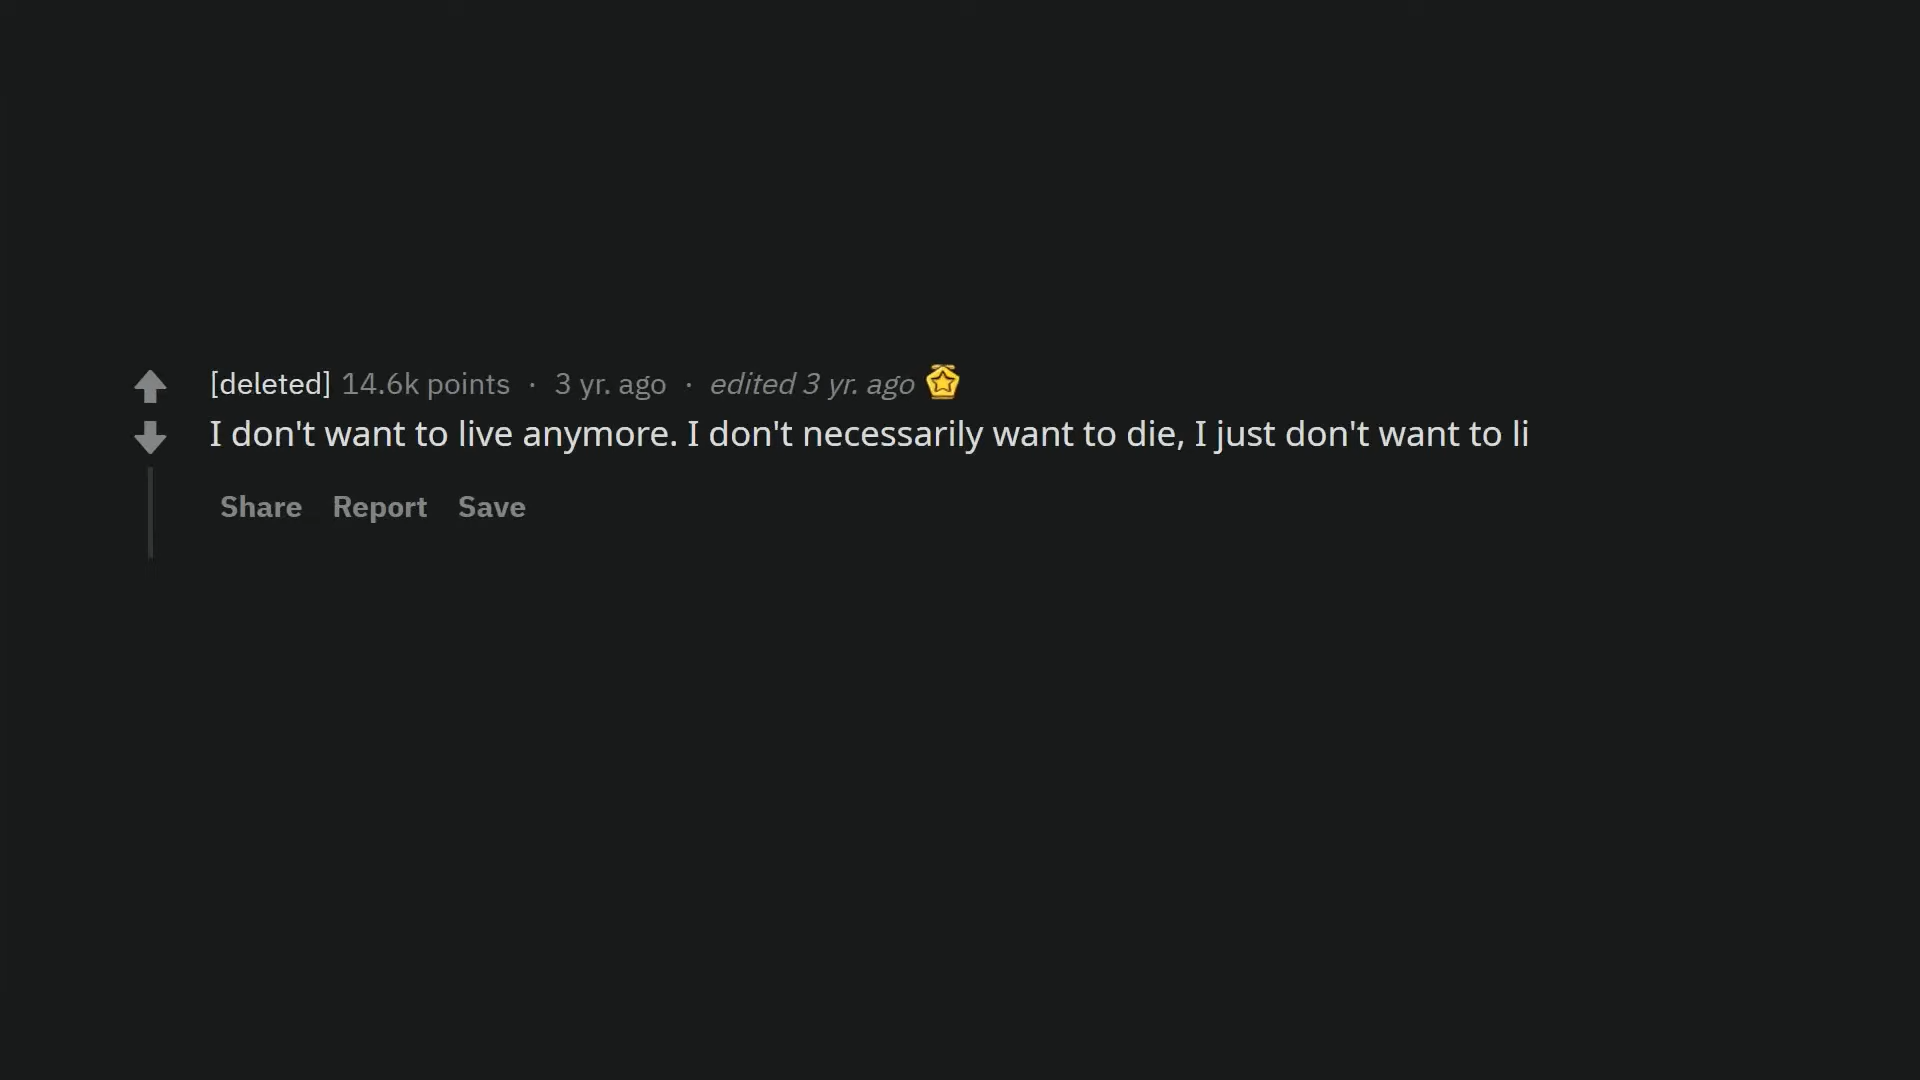 [deleted] 14.6k points · 3 yr. ago · edited 3 yr. ago
I don't want to live anymore. I don't necessarily want to die, I just don't want to li
Share Report Save